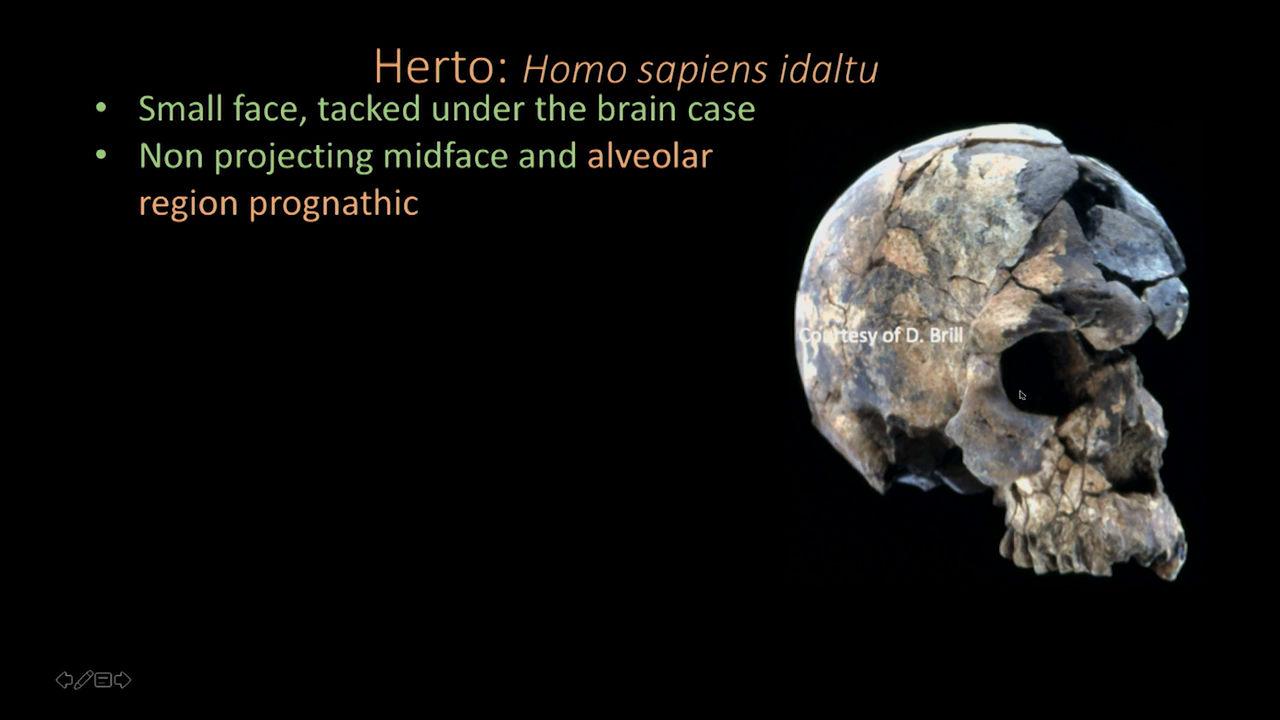 Herto: Homo sapiens idaltu
• Small face, tacked under the brain case
• Non projecting midface and alveolar
region prognathic
Courtesy of D. Brill